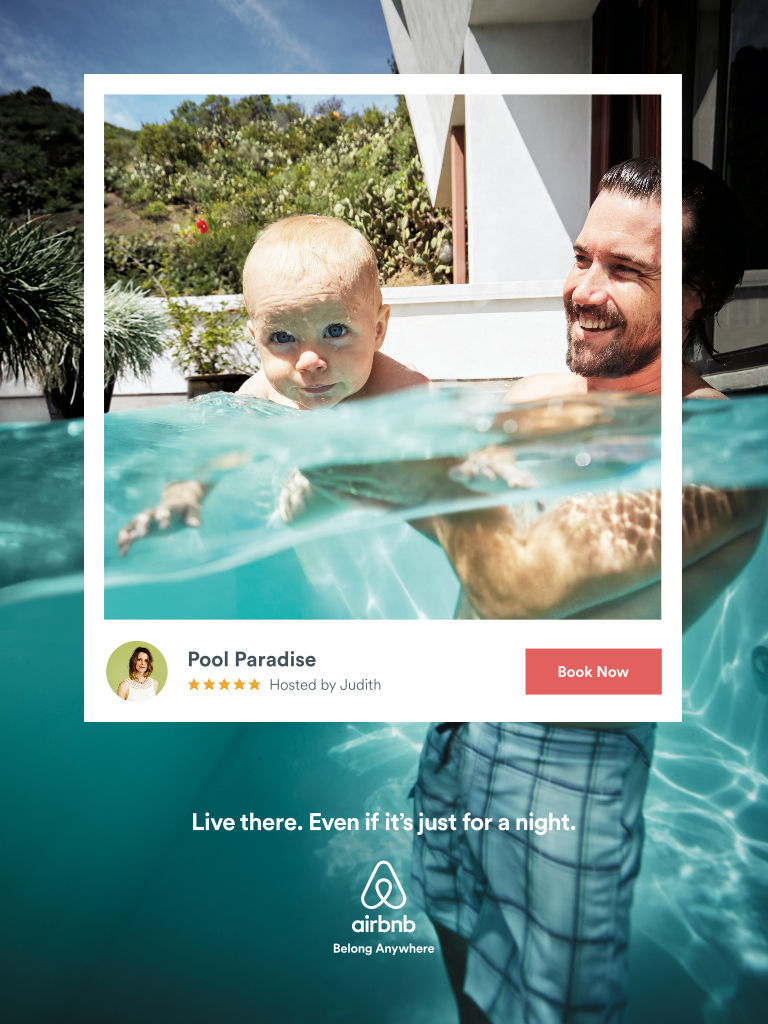 Pool Paradise
Hosted by Judith
Book Now
Live there. Even if it's just for a night.
airbnb
Belong Anywhere